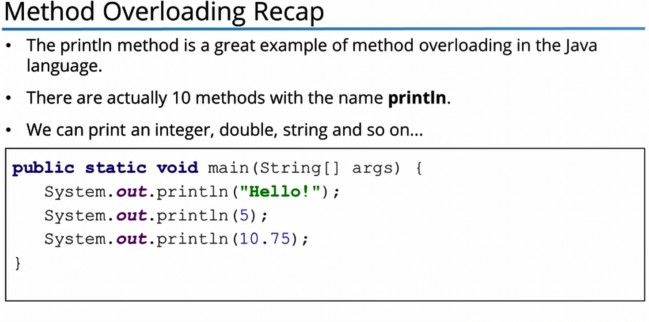 Method Overloading Recap
• The println method is a great example of method overloading in the Java
language.
• There are actually 10 methods with the name println.
• We can print an integer, double, string and so on...
public static void main(String[] args) {
System.out.println("Hello!");
System.out.println(5);
System.out.println(10.75);
}